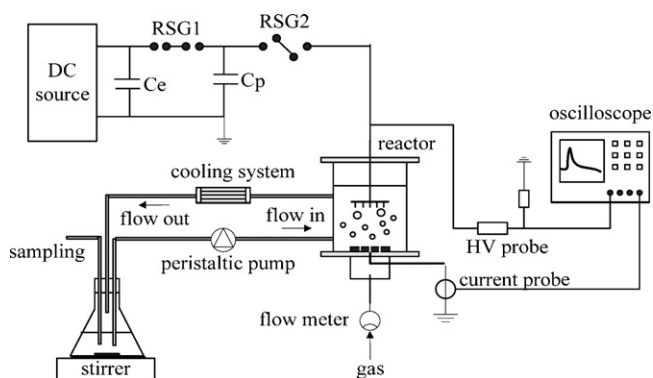 RSG1
RSG2
DC
source
Ce
Cp
oscilloscope
reactor
cooling system
flow out
flow in
HV probe
sampling
peristaltic pump
current probe
flow meter
stirrer
gas